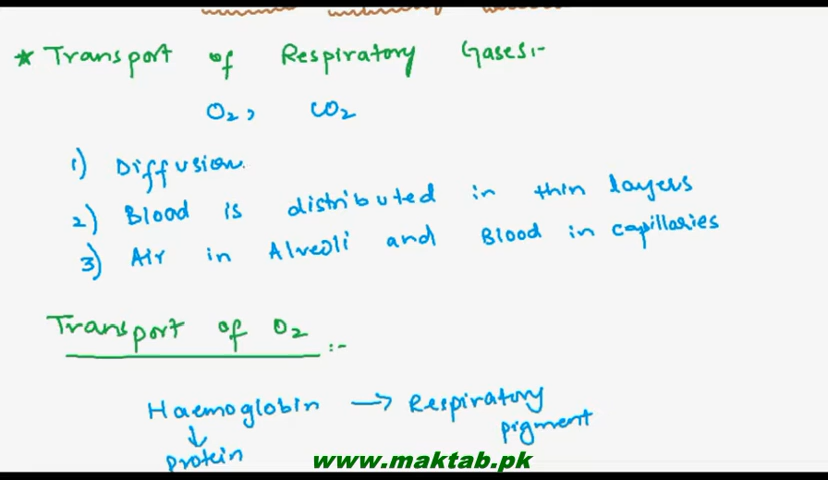 * Transport of Respiratory Gases:-
O2, CO2
1) Diffusion.
2) Blood is distributed in thin layers
3) Air in Alveoli and Blood in capillaries
Transport of O2 :-
Haemoglobin → Respiratory
pigment
↓
protein
www.maktab.pk